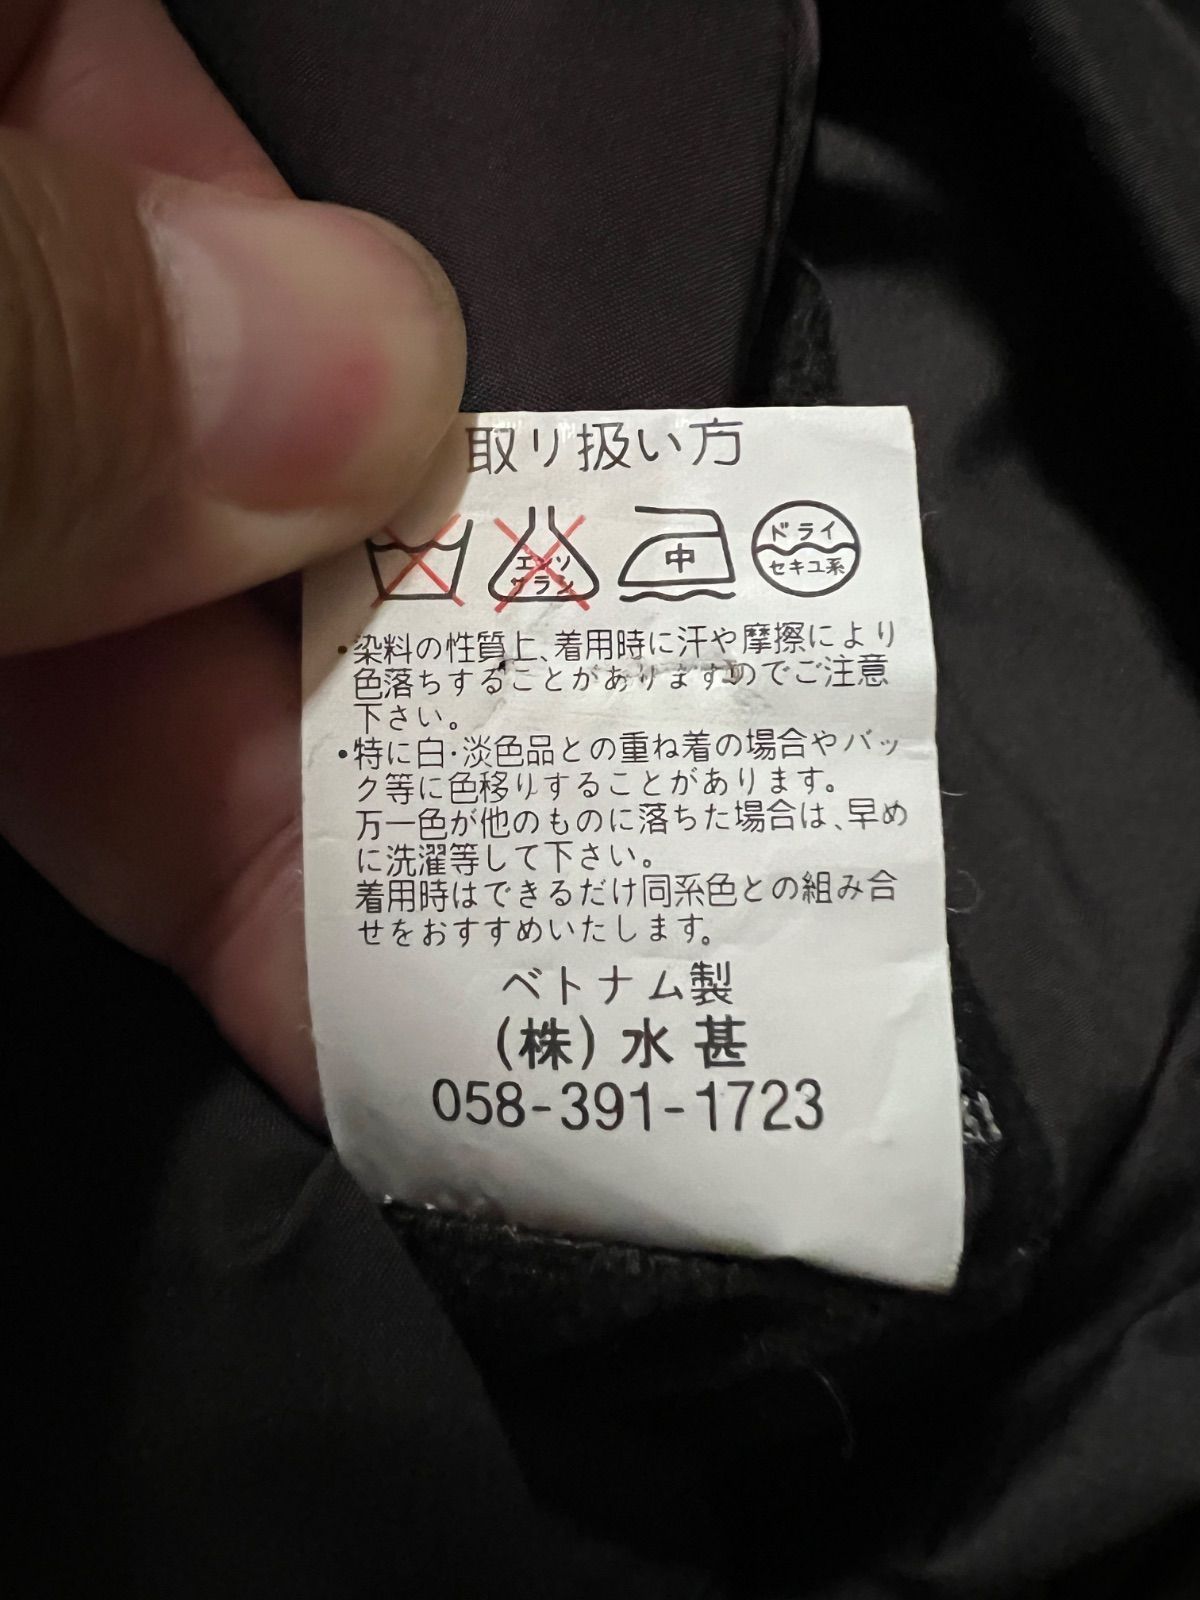 取り扱い方
エンソ サラシ
中
ドライ
セキユ系
・染料の性質上、着用時に汗や摩擦により
色落ちすることがありますのでご注意
下さい。
・特に白・淡色品との重ね着の場合やバッ
ク等に色移りすることがあります。
万一色が他のものに落ちた場合は、早め
に洗濯等して下さい。
着用時はできるだけ同系色との組み合
せをおすすめいたします。
ベトナム製
(株) 水甚
058-391-1723